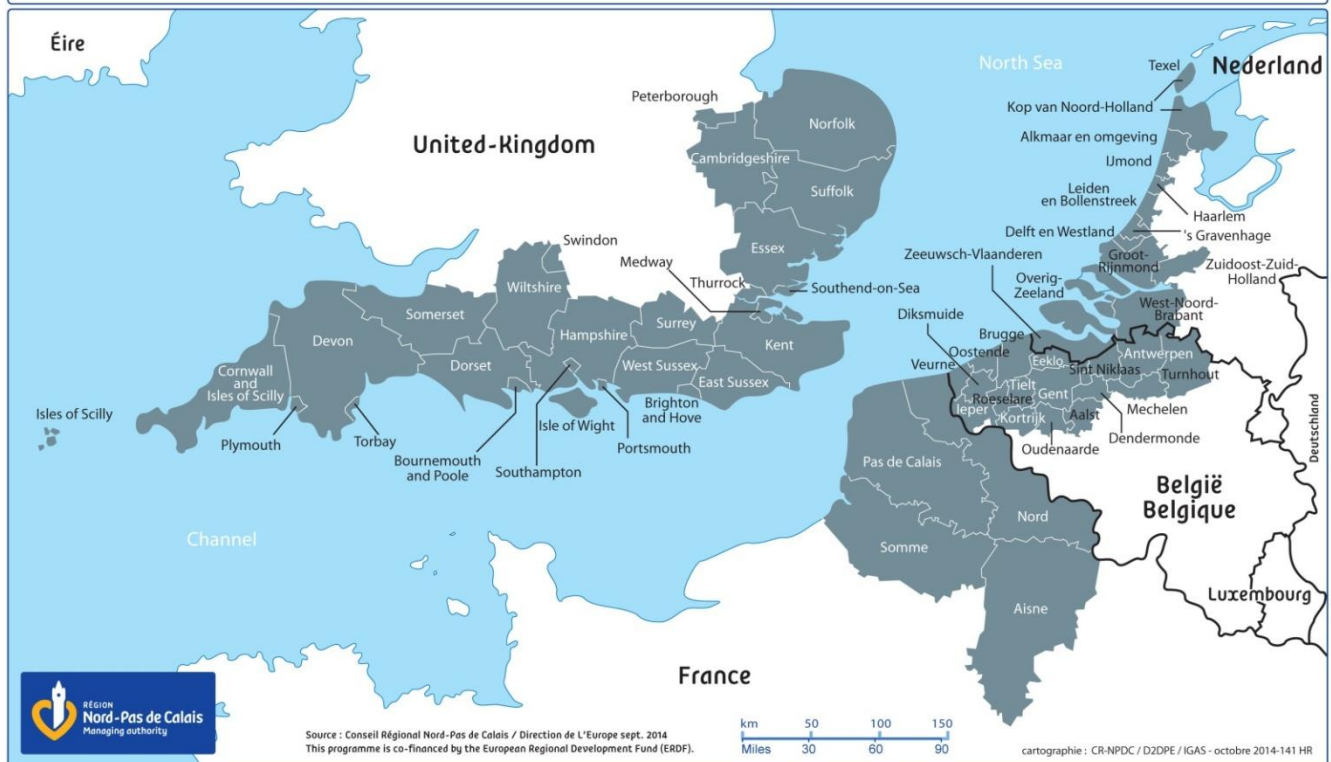 Éire
United-Kingdom
North Sea
Nederland
Texel
Kop van Noord-Holland
Alkmaar en omgeving
IJmond
Leiden
en Bollenstreek
Haarlem
Delft en Westland
's Gravenhage
Zeeuwsch-Vlaanderen
Groot-
Rijnmond
Zuidoost-Zuid-
Holland
Overig-
Zeeland
West-Noord-
Brabant
Peterborough
Norfolk
Cambridgeshire
Suffolk
Essex
Swindon
Medway
Thurrock
Southend-on-Sea
Wiltshire
Somerset
Hampshire
Surrey
Kent
Devon
Dorset
West Sussex
East Sussex
Cornwall
and
Isles of Scilly
Isles of Scilly
Plymouth
Torbay
Bournemouth
and Poole
Southampton
Isle of Wight
Brighton
and Hove
Portsmouth
Diksmuide
Brugge
Oostende
Veurne
Eeklo
Antwerpen
Sint Niklaas
Turnhout
Tielt
Roeselare
Gent
Ieper
Kortrijk
Aalst
Mechelen
Dendermonde
Oudenaarde
Deutschland
België
Belgique
Luxembourg
Pas de Calais
Nord
Somme
Aisne
Channel
France
RÉGION
Nord-Pas de Calais
Managing authority
Source : Conseil Régional Nord-Pas de Calais / Direction de L'Europe sept. 2014
This programme is co-financed by the European Regional Development Fund (ERDF).
km 50 100 150
Miles 30 60 90
cartographie : CR-NPDC / D2DPE / IGAS - octobre 2014-141 HR